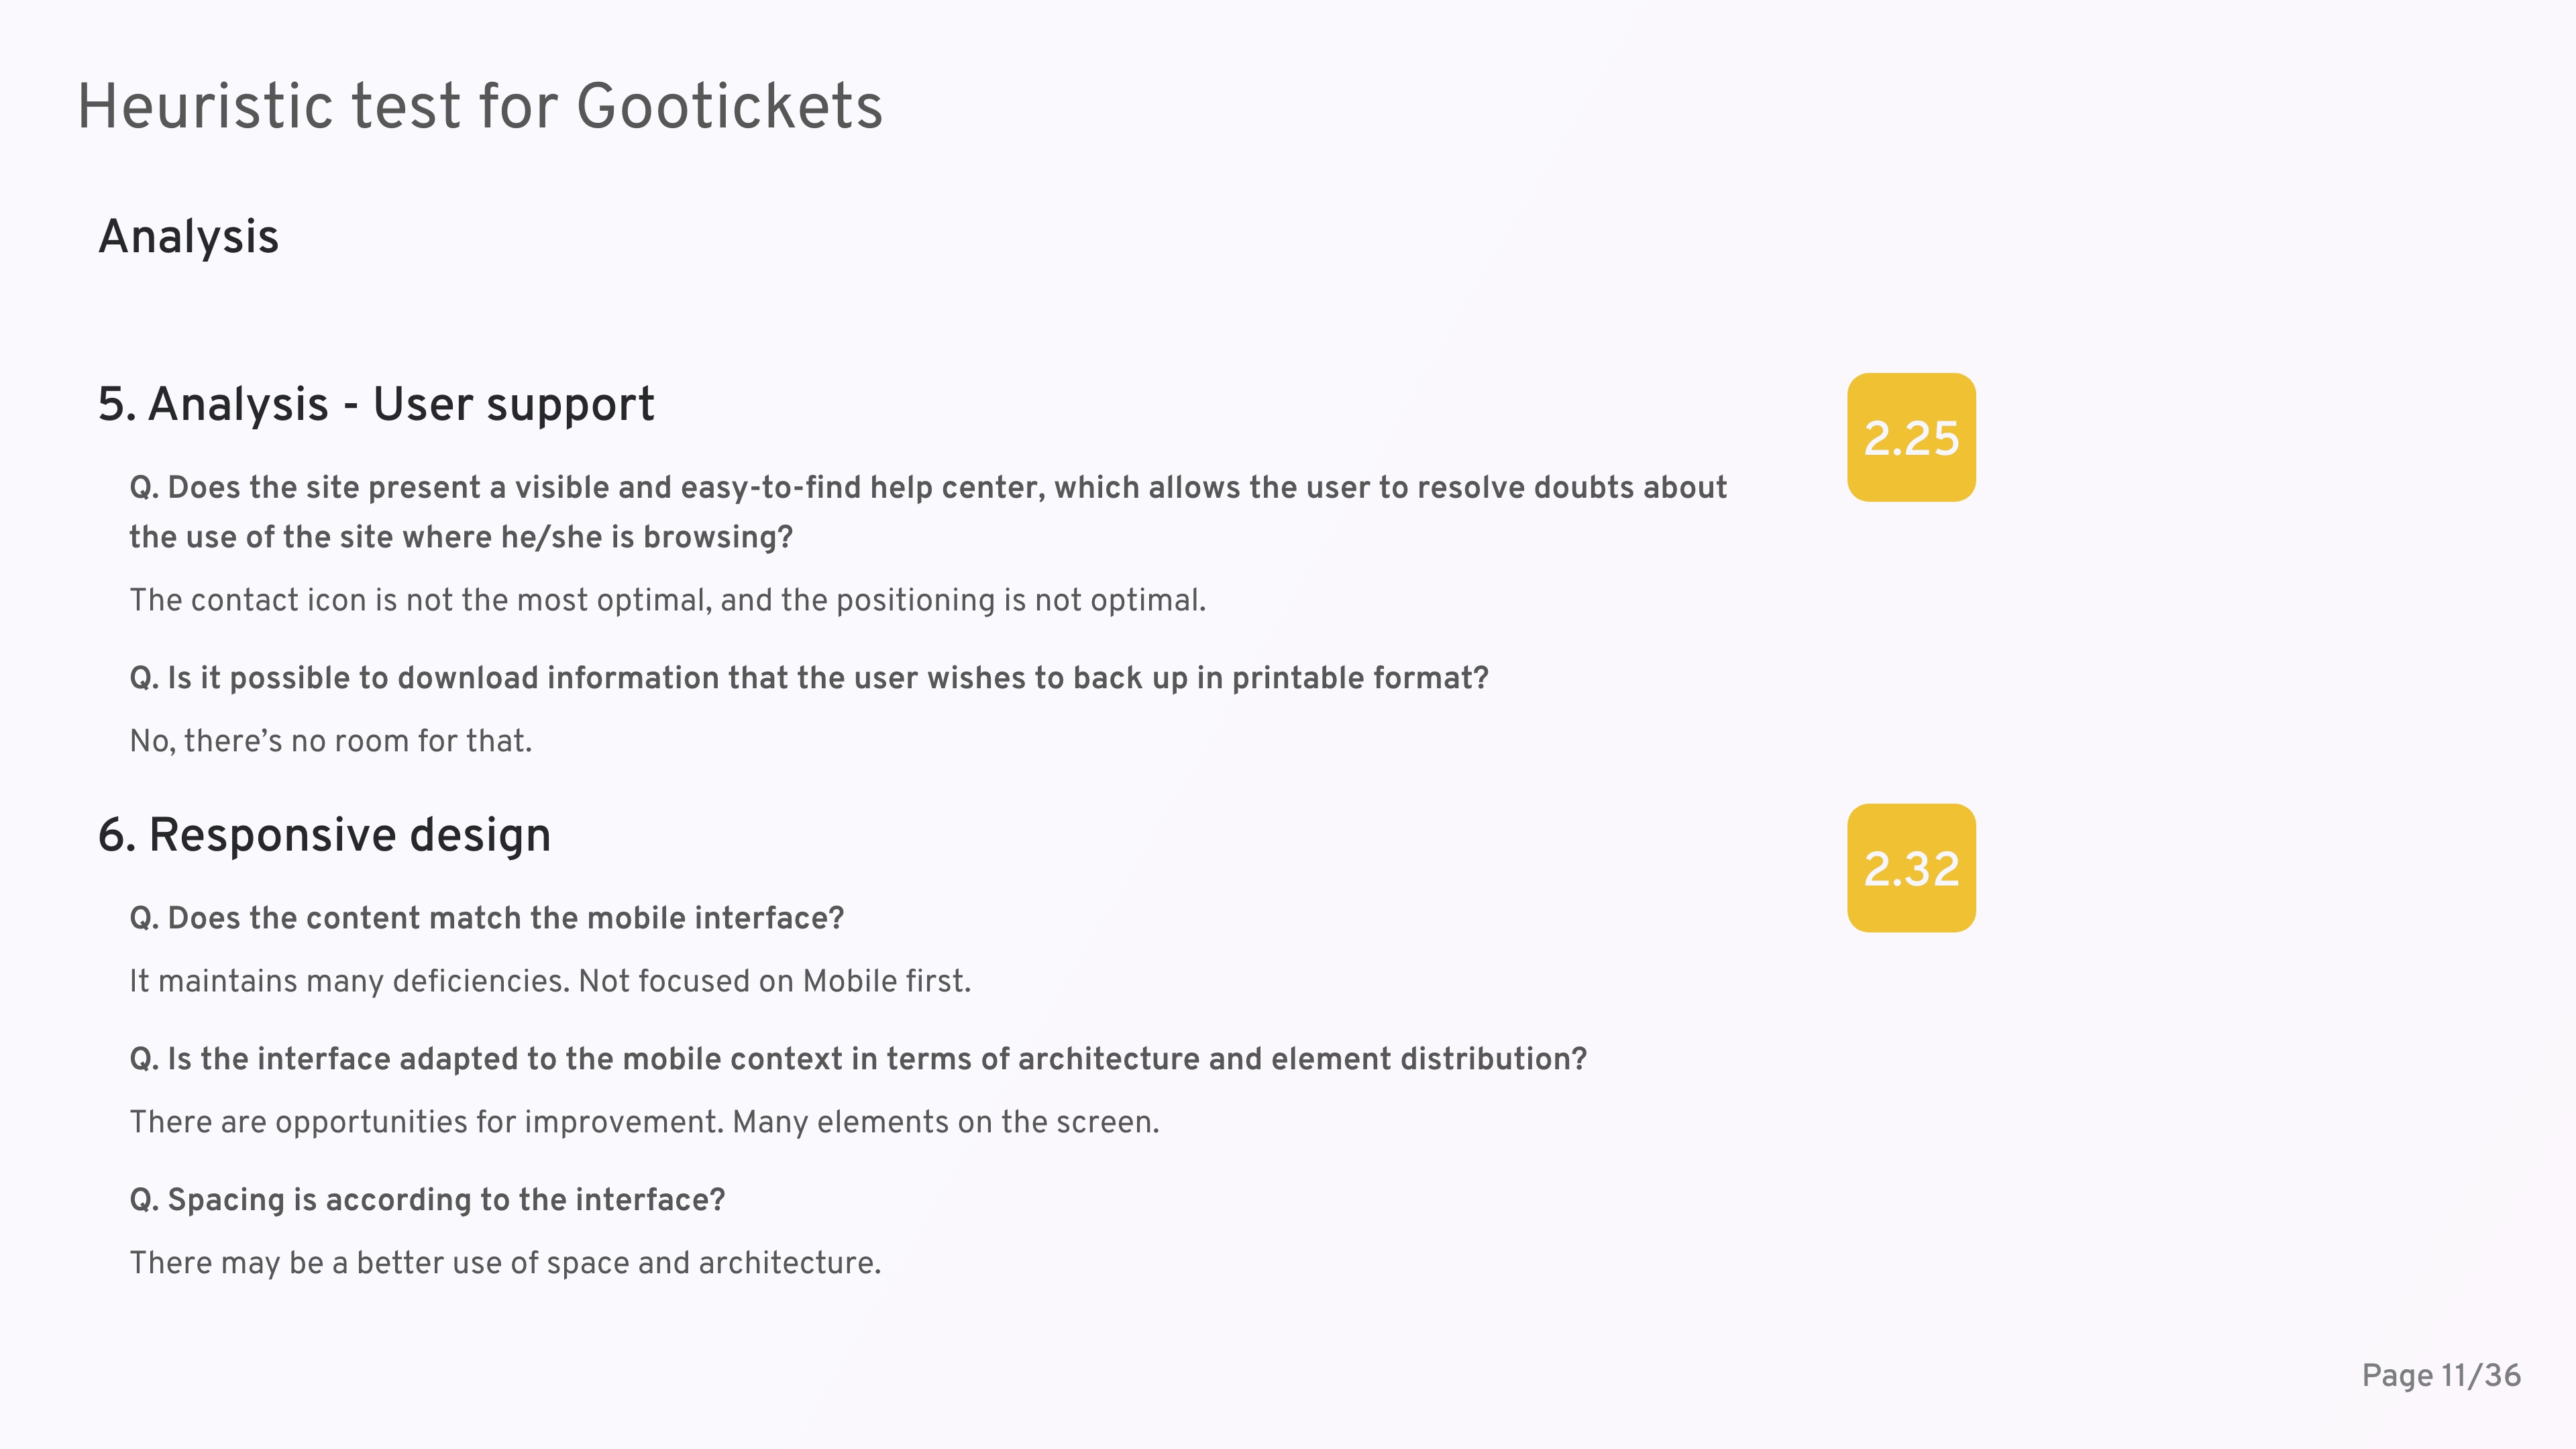 Heuristic test for Gootickets
Analysis
5. Analysis - User support
2.25
Q. Does the site present a visible and easy-to-find help center, which allows the user to resolve doubts about
the use of the site where he/she is browsing?
The contact icon is not the most optimal, and the positioning is not optimal.
Q. Is it possible to download information that the user wishes to back up in printable format?
No, there’s no room for that.
6. Responsive design
2.32
Q. Does the content match the mobile interface?
It maintains many deficiencies. Not focused on Mobile first.
Q. Is the interface adapted to the mobile context in terms of architecture and element distribution?
There are opportunities for improvement. Many elements on the screen.
Q. Spacing is according to the interface?
There may be a better use of space and architecture.
Page 11/36